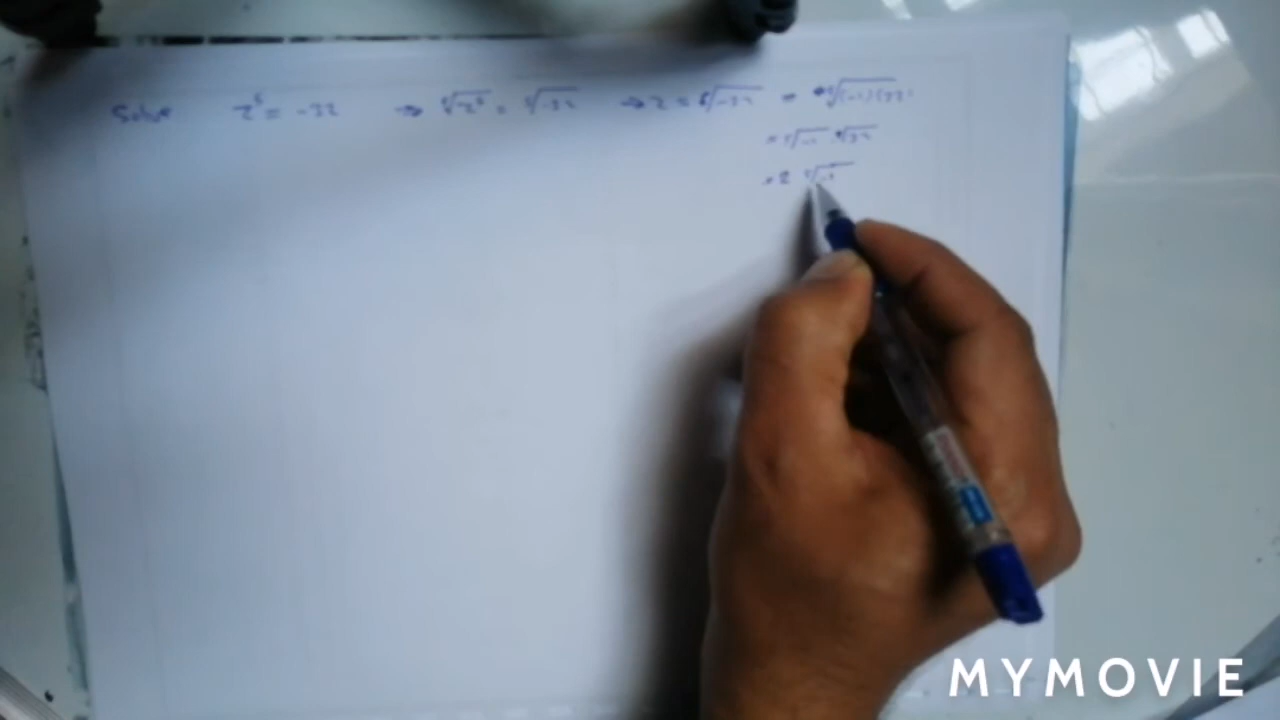 Solve z⁵ = -32 ⇒ ⁵√z⁵ = ⁵√-32 ⇒ z = ⁵√-32 = ⁵√(-1)(32)
= ⁵√-1 ⁵√32
= 2 ⁵√-1
MYMOVIE